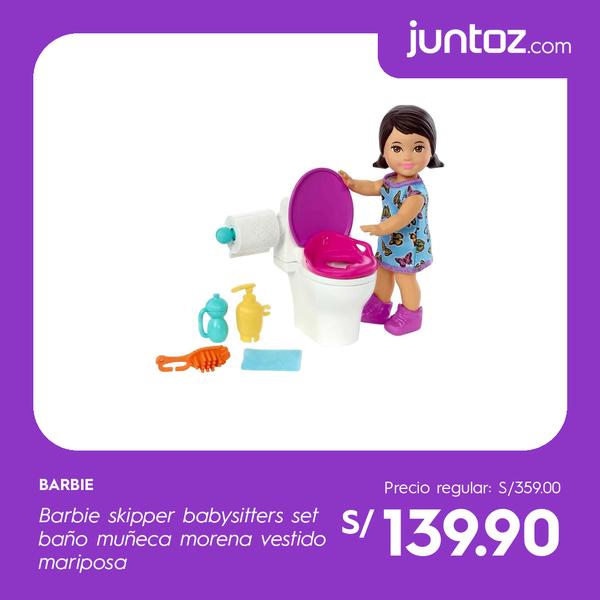 juntoz.com
BARBIE
Barbie skipper babysitters set
baño muñeca morena vestido
mariposa
Precio regular: S/359.00
S/139.90